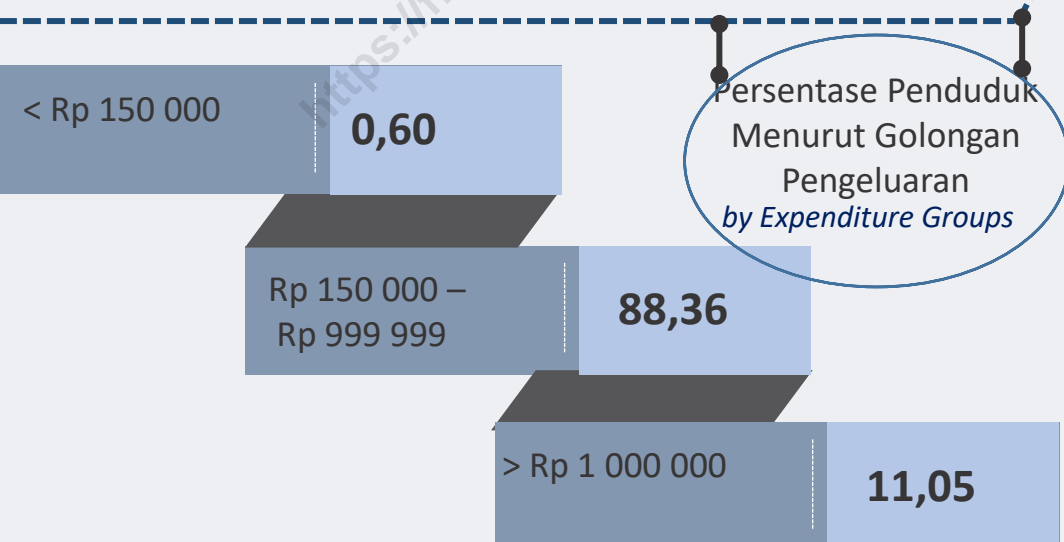 Persentase Penduduk
Menurut Golongan
Pengeluaran
by Expenditure Groups
< Rp 150 000
0,60
Rp 150 000 –
Rp 999 999
88,36
> Rp 1 000 000
11,05